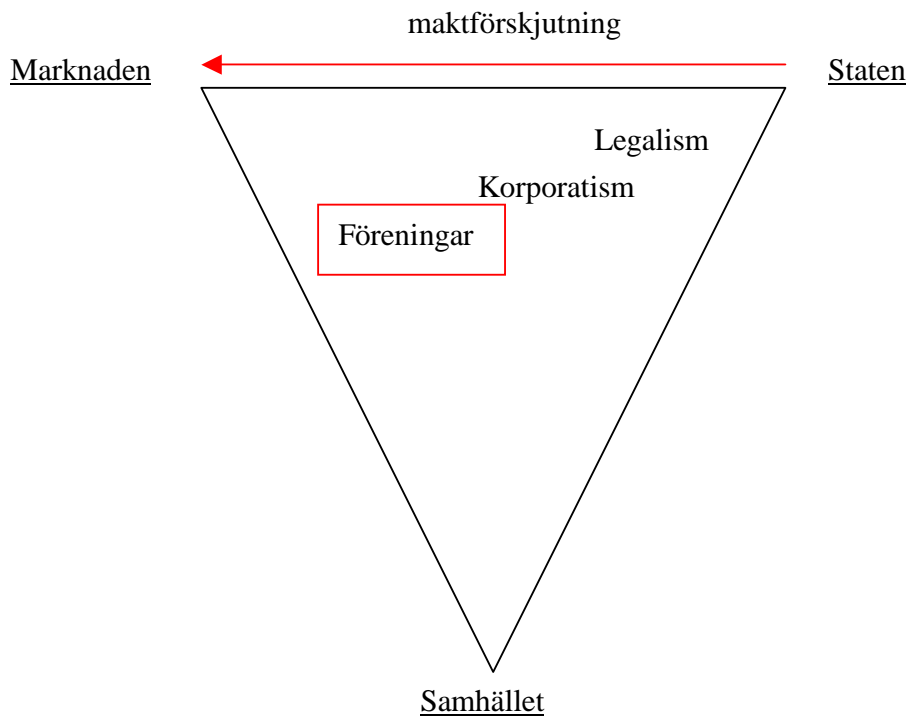 maktförskjutning
Marknaden
Staten
Legalism
Korporatism
Föreningar
Samhället